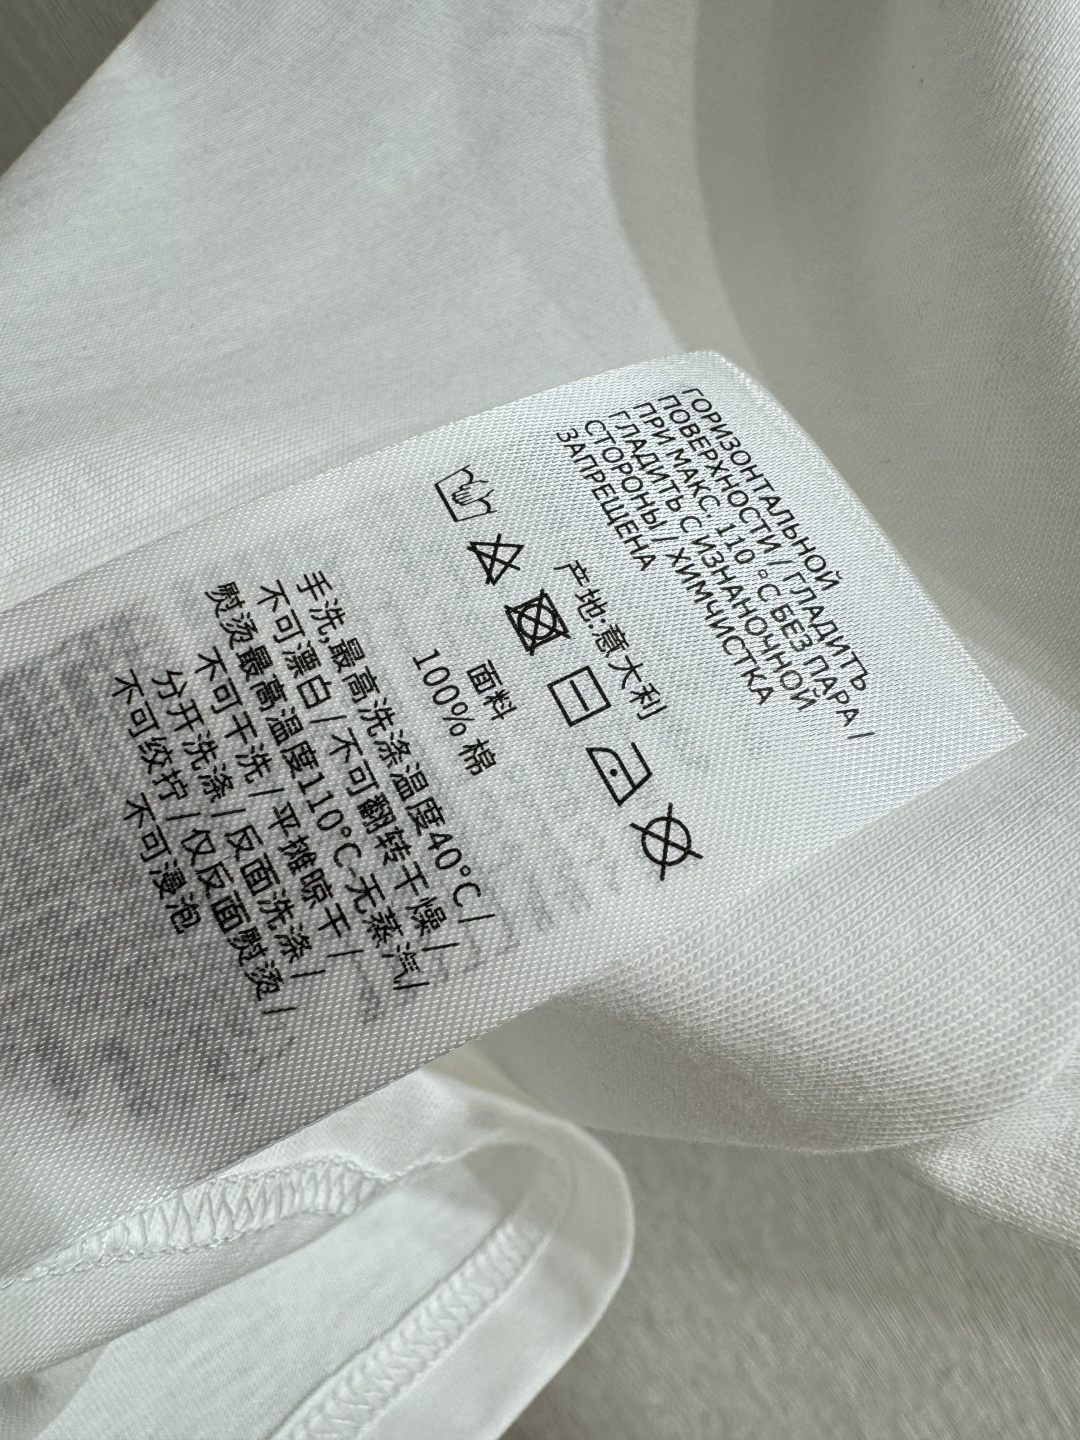 ГОРИЗОНТАЛЬНОЙ
ПОВЕРХНОСТИ / ГЛАДИТЬ
ПРИ МАКС. 110 °C БЕЗ ПАРА /
ГЛАДИТЬ С ИЗНАНОЧНОЙ
СТОРОНЫ / ХИМЧИСТКА
ЗАПРЕЩЕНА
产地:意大利
面料
100% 棉
手洗,最高洗涤温度40°C /
不可漂白 / 不可翻转干燥 /
熨烫最高温度110°C-无蒸汽/
不可干洗 / 平摊晾干 /
分开洗涤 / 反面洗涤 /
不可绞拧 / 仅反面熨烫 /
不可漫泡